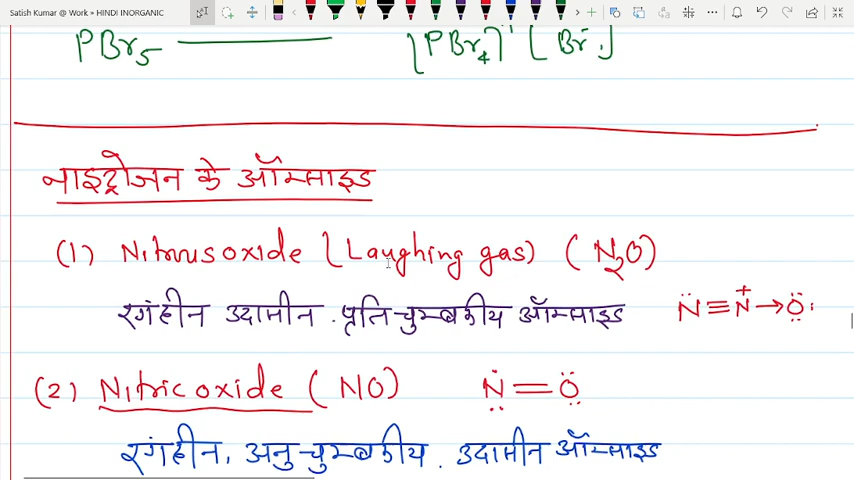 Satish Kumar @ Work » HINDI INORGANIC
PBr₅ [PBr₄]⁺ [Br⁻]
नाइट्रोजन के ऑक्साइड
(1) Nitrousoxide (Laughing gas) (N₂O)
रंगहीन उदासीन प्रति-चुम्बकीय ऑक्साइड N̈≡N⁺→Ö:
(2) Nitricoxide (NO) N=O
रंगहीन, अनु-चुम्बकीय. उदासीन ऑक्साइड